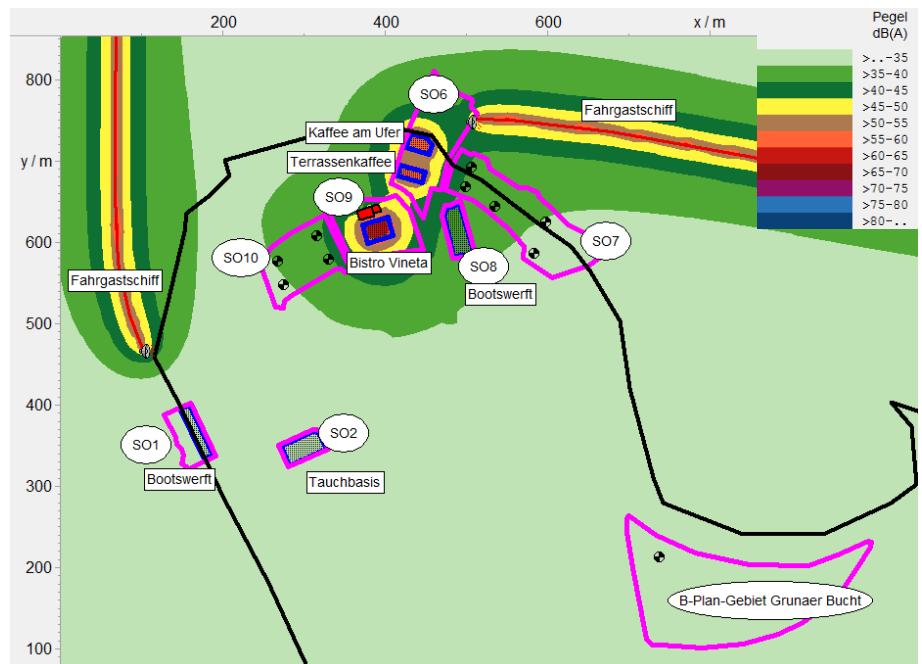 200 400 600 x / m
Pegel
dB(A)
>..-35
>35-40
>40-45
>45-50
>50-55
>55-60
>60-65
>65-70
>70-75
>75-80
>80-..
800
y / m
700
600
500
400
300
200
100
SO6
Fahrgastschiff
Kaffee am Ufer
Terrassenkaffee
SO9
SO10
Bistro Vineta
SO7
SO8
Bootswerft
Fahrgastschiff
SO1
SO2
Bootswerft
Tauchbasis
B-Plan-Gebiet Grunaer Bucht